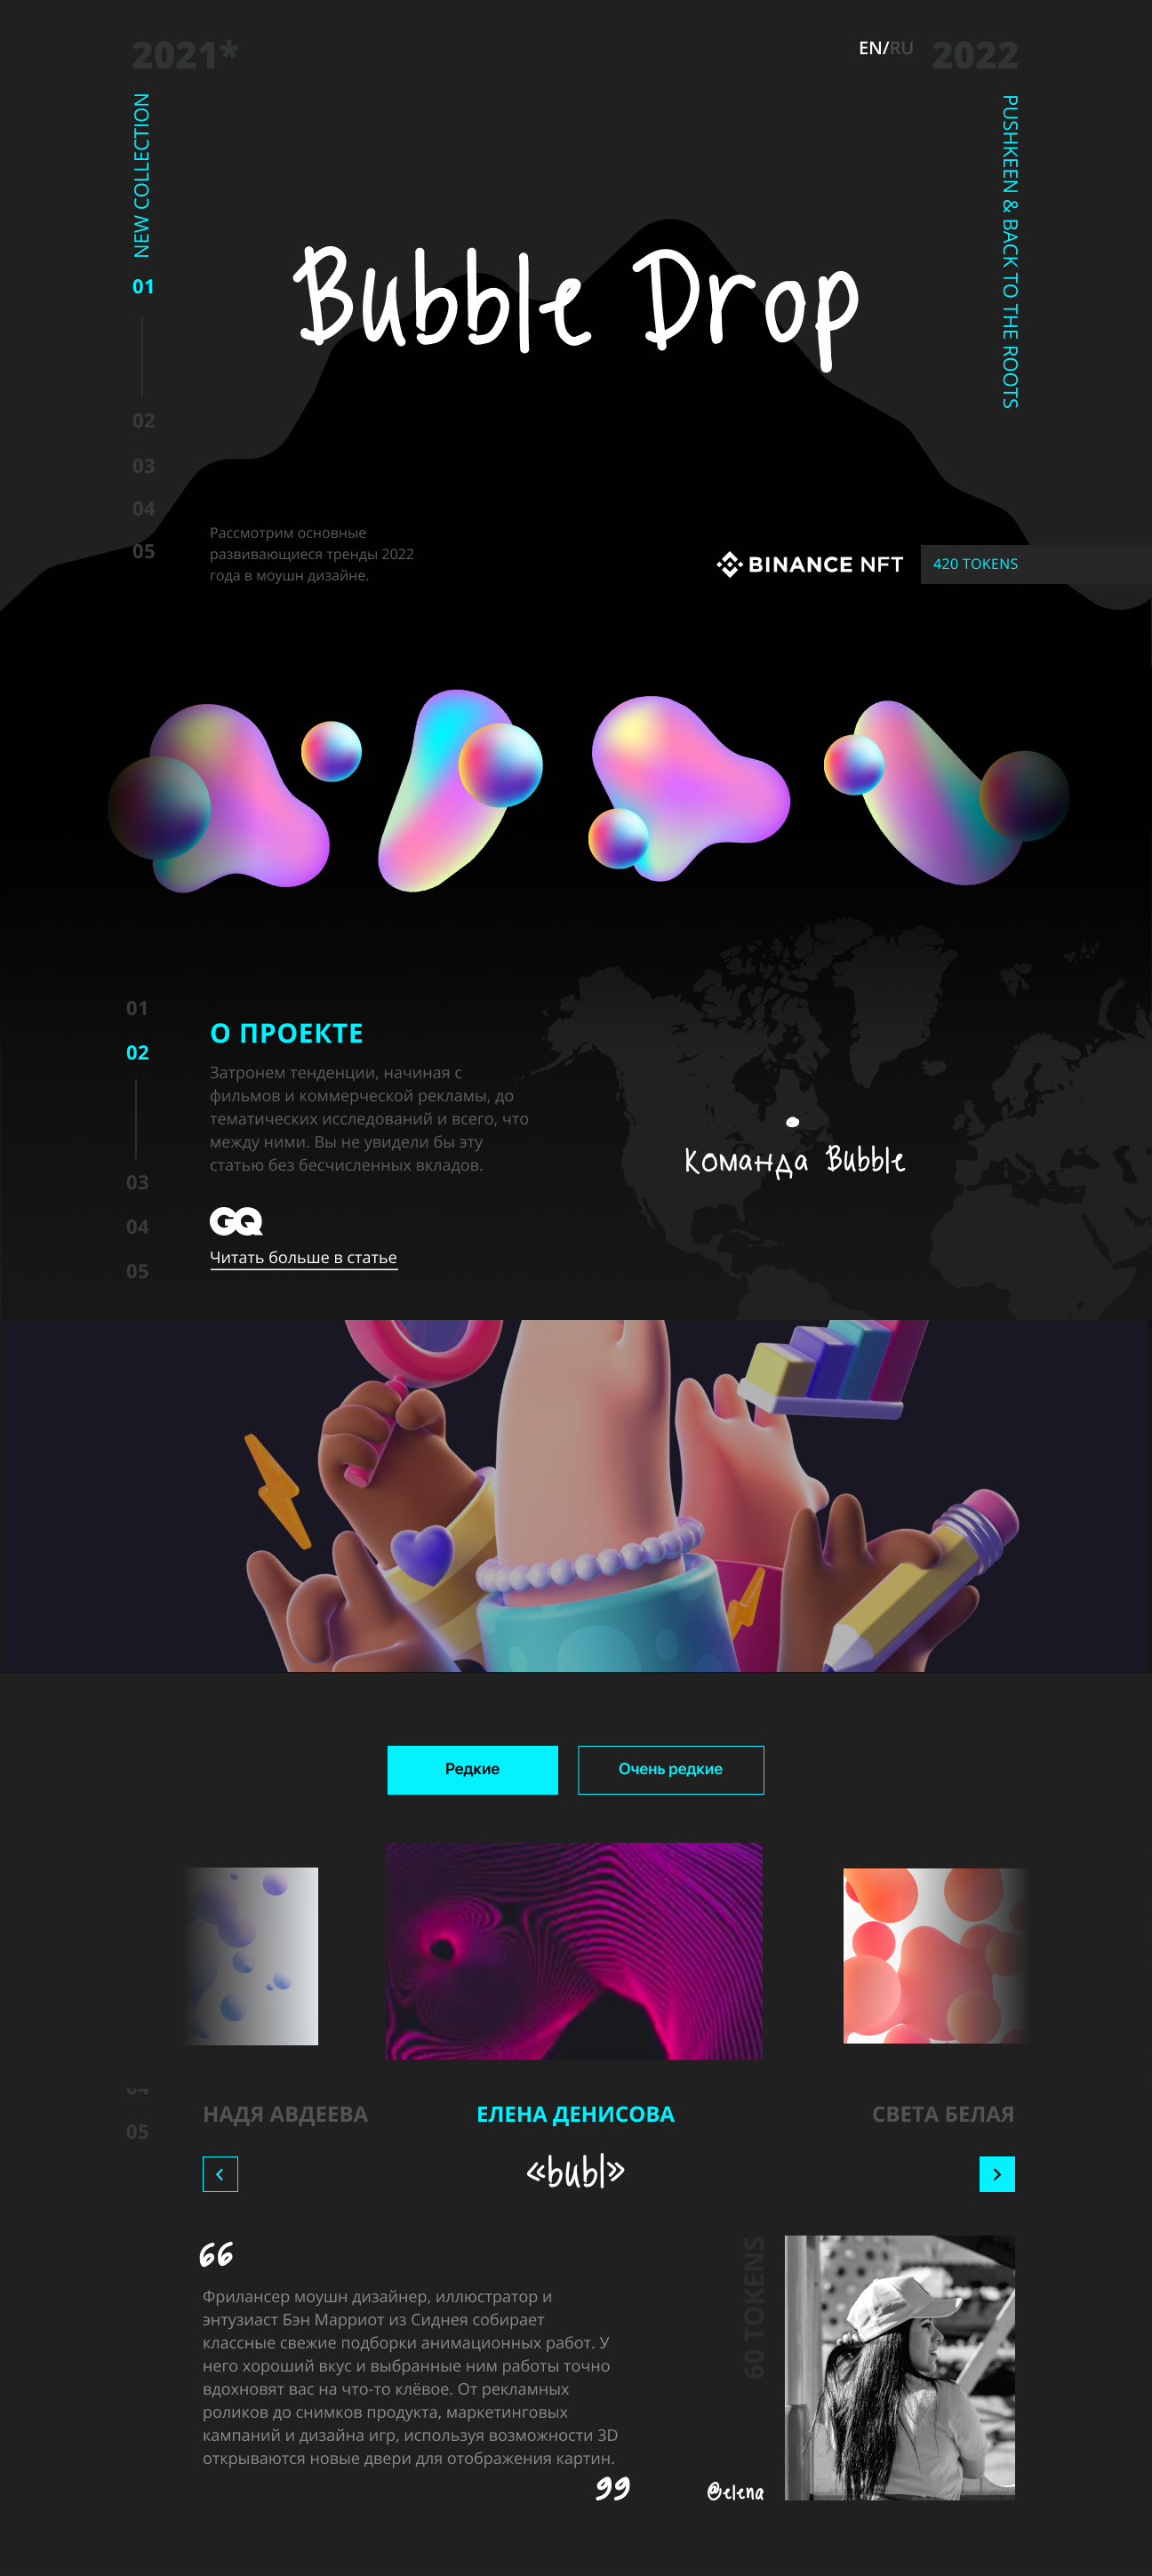 2021*
EN/RU
2022
NEW COLLECTION
PUSHKEEN & BACK TO THE ROOTS
Bubble Drop
01
02
03
04
05
Рассмотрим основные
развивающиеся тренды 2022
года в моушн дизайне.
BINANCE NFT
420 TOKENS
01
02
03
04
05
О ПРОЕКТЕ
Затронем тенденции, начиная с
фильмов и коммерческой рекламы, до
тематических исследований и всего, что
между ними. Вы не увидели бы эту
статью без бесчисленных вкладов.
GQ
Читать больше в статье
Команда Bubble
Редкие
Очень редкие
04
05
НАДЯ АВДЕЕВА
ЕЛЕНА ДЕНИСОВА
СВЕТА БЕЛАЯ
«bubl»
66
Фрилансер моушн дизайнер, иллюстратор и
энтузиаст Бэн Марриот из Сиднея собирает
классные свежие подборки анимационных работ. У
него хороший вкус и выбранные ним работы точно
вдохновят вас на что-то клёвое. От рекламных
роликов до снимков продукта, маркетинговых
кампаний и дизайна игр, используя возможности 3D
открываются новые двери для отображения картин.
99
60 TOKENS
@elena